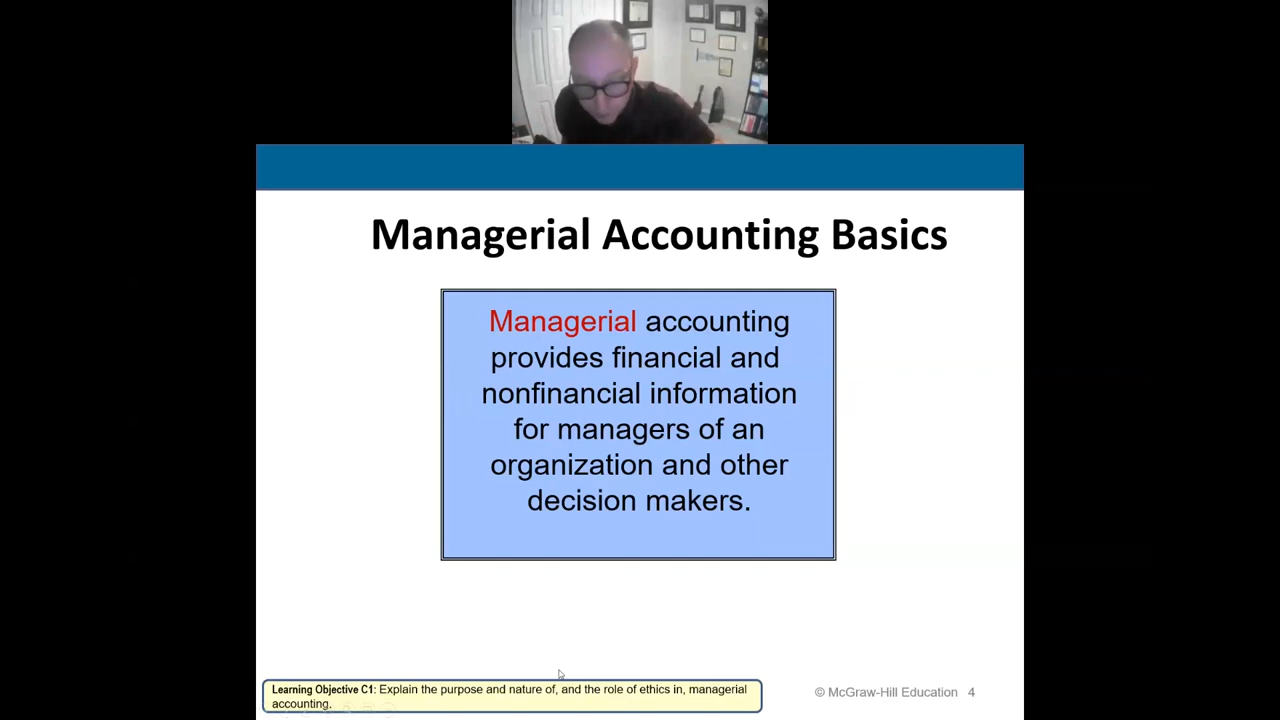 Managerial Accounting Basics
Managerial accounting
provides financial and
nonfinancial information
for managers of an
organization and other
decision makers.
Learning Objective C1: Explain the purpose and nature of, and the role of ethics in, managerial
accounting.
© McGraw-Hill Education 4